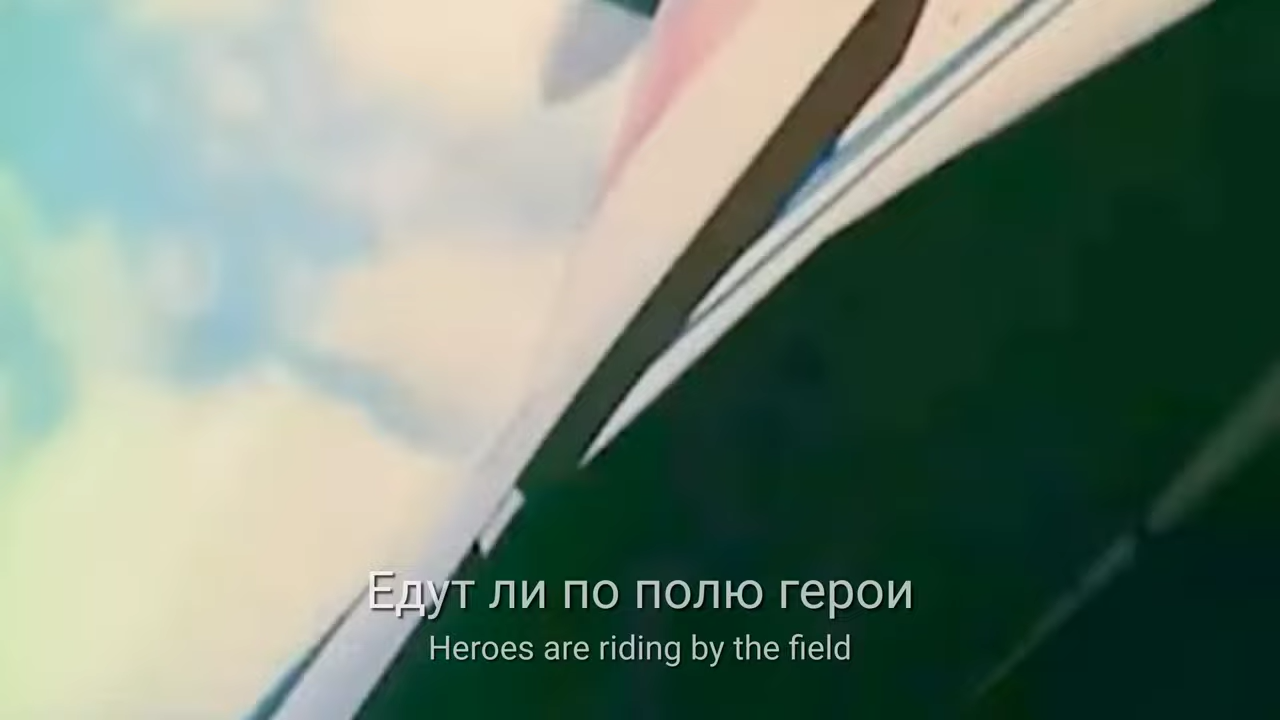 Едут ли по полю герои
Heroes are riding by the field